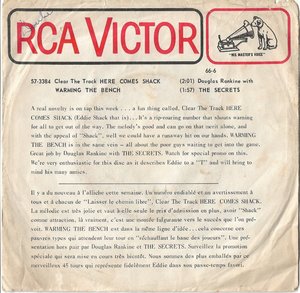 RCA VICTOR
"HIS MASTER'S VOICE"
66-6
57-3384 Clear The Track HERE COMES SHACK (2:01) Douglas Rankine with
WARMING THE BENCH (1:57) THE SECRETS
A real novelty is on tap this week . . . a fun thing called, Clear The Track HERE
COMES SHACK (Eddie Shack that is)... It's a rip-roaring number that shouts warning
for all to get out of the way. The melody's good and can go on that merit alone, and
with the appeal of "Shack", well we could have a runaway hit on our hands. WARMING
THE BENCH is in the same vein - all about the poor guys waiting to get into the game.
Great job by Douglas Rankine with THE SECRETS. Watch for special promo on this.
We're very enthusiastic for this disc as it describes Eddie to a "T" and will bring to
mind his many antics.
Il y a du nouveau à l'affiche cette semaine. Un numéro endiablé et un avertissement à
tous et à chacun de "Laisser le chemin libre", Clear The Track HERE COMES SHACK.
La mélodie est très jolie et vaut à elle seule le prix d'admission en plus, avoir "Shack"
comme attraction, là vraiment, c'est une montée fulgurante vers le succès que l'on pré-
voit. WARMING THE BENCH est dans la même ligne d'idée...cela concerne ces
pauvres types qui attendent leur tour en "réchauffant le banc des joueurs". Une pré-
sentation hors pair par Douglas Rankine et THE SECRETS. Surveiller la promotion
spéciale qui sera mise en cours très bientôt. Nous sommes des plus emballés par ce
merveilleux 45 tours qui représente fidèlement Eddie dans son passe-temps favori.